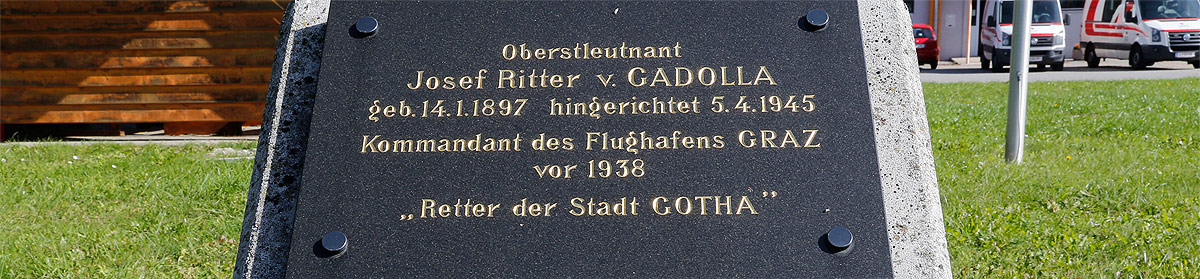 Oberstleutnant
Josef Ritter v. GADOLLA
geb. 14.1.1897 hingerichtet 5.4.1945
Kommandant des Flughafens GRAZ
vor 1938
„Retter der Stadt GOTHA”